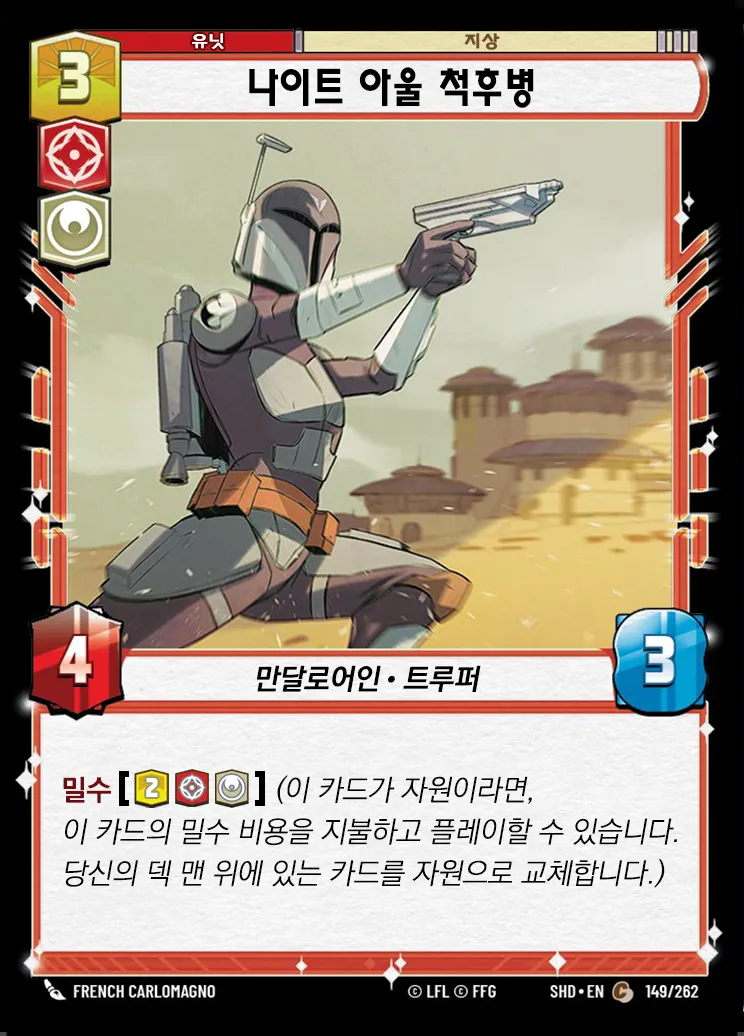 유닛
지상
3
나이트 아울 척후병
4
만달로어인 • 트루퍼
3
밀수 [2] (이 카드가 자원이라면,
이 카드의 밀수 비용을 지불하고 플레이할 수 있습니다.
당신의 덱 맨 위에 있는 카드를 자원으로 교체합니다.)
FRENCH CARLOMAGNO
© LFL © FFG
SHD • EN C 149/262